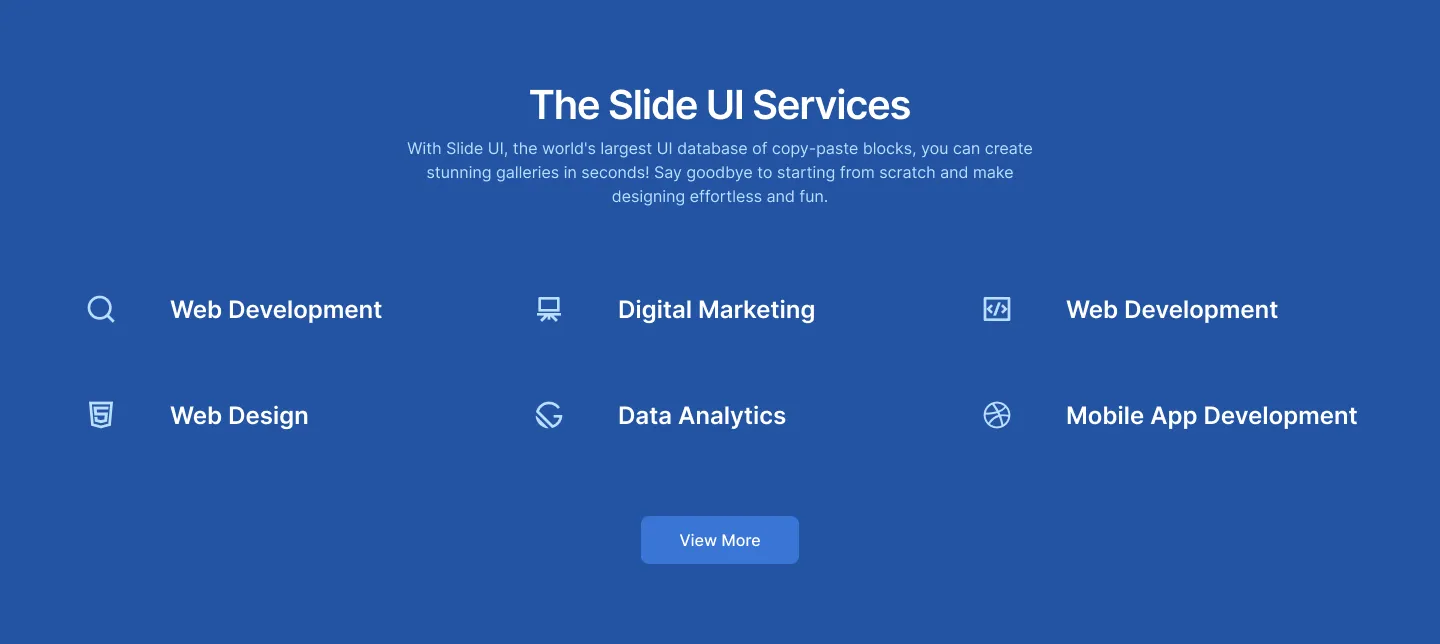 The Slide UI Services
With Slide UI, the world's largest UI database of copy-paste blocks, you can create
stunning galleries in seconds! Say goodbye to starting from scratch and make
designing effortless and fun.
Web Development
Digital Marketing
Web Development
Web Design
Data Analytics
Mobile App Development
View More